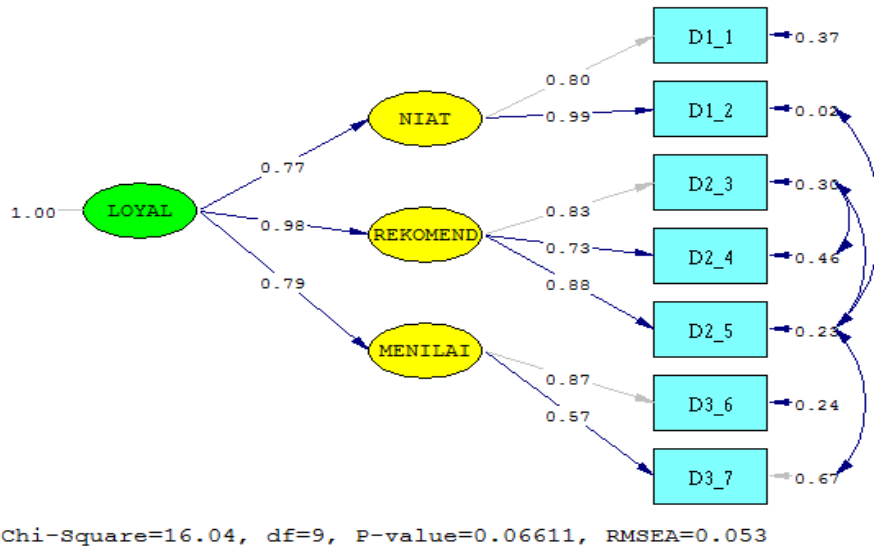 D1_1
0.37
0.80
NIAT
0.99
D1_2
0.02
0.77
D2_3
0.30
0.83
1.00
LOYAL
0.98
REKOMEND
0.73
D2_4
0.46
0.79
0.88
D2_5
0.23
MENILAI
0.87
D3_6
0.24
0.57
D3_7
0.67
Chi-Square=16.04, df=9, P-value=0.06611, RMSEA=0.053